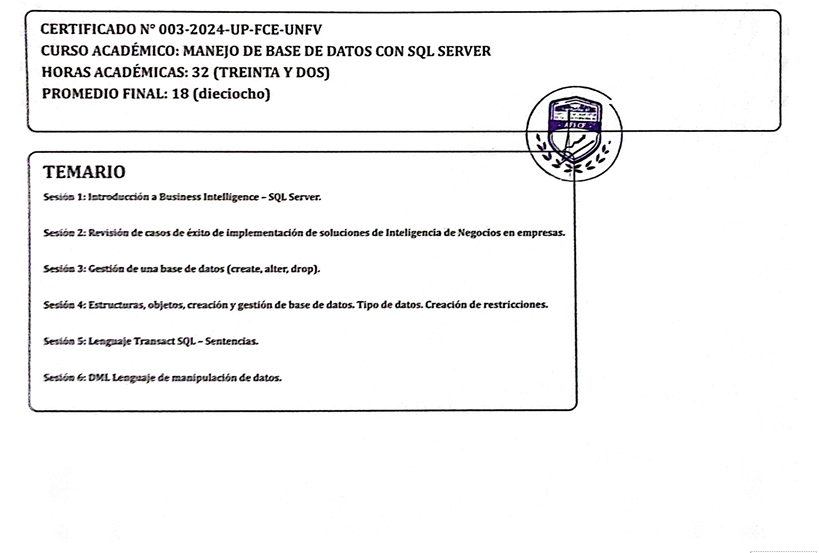 CERTIFICADO N° 003-2024-UP-FCE-UNFV
CURSO ACADÉMICO: MANEJO DE BASE DE DATOS CON SQL SERVER
HORAS ACADÉMICAS: 32 (TREINTA Y DOS)
PROMEDIO FINAL: 18 (dieciocho)
TEMARIO
Sesión 1: Introducción a Business Intelligence – SQL Server.
Sesión 2: Revisión de casos de éxito de implementación de soluciones de Inteligencia de Negocios en empresas.
Sesión 3: Gestión de una base de datos (create, alter, drop).
Sesión 4: Estructuras, objetos, creación y gestión de base de datos. Tipo de datos. Creación de restricciones.
Sesión 5: Lenguaje Transact SQL – Sentencias.
Sesión 6: DML Lenguaje de manipulación de datos.